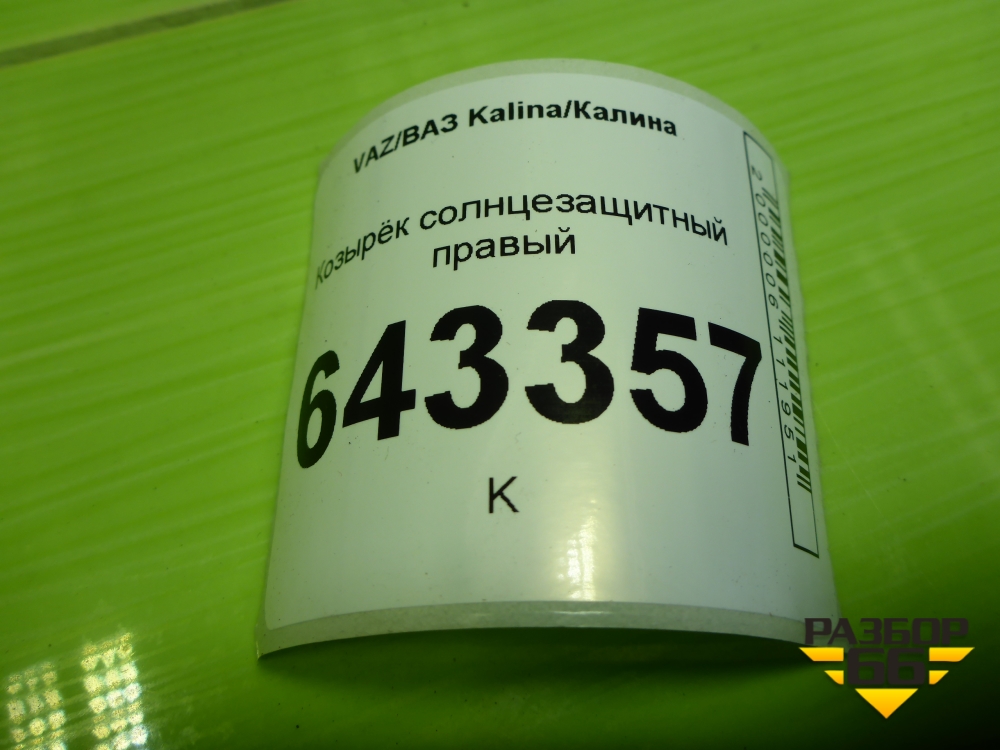 VAZ/ВАЗ Kalina/Калина
Козырёк солнцезащитный
правый
643357
К
2000006111951
РАЗБОР
66